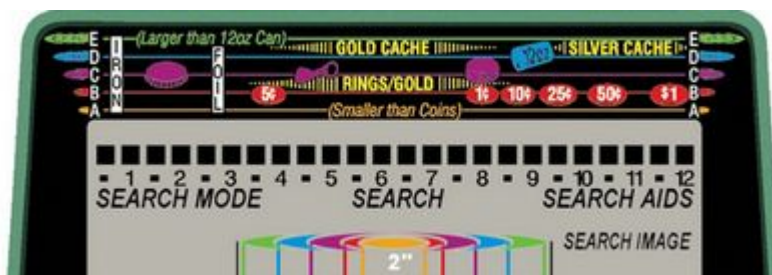 E (Larger than 12oz Can) E
D GOLD CACHE 12oz SILVER CACHE D
C IRON FOIL C
B 5¢ RINGS/GOLD 1¢ 10¢ 25¢ 50¢ $1 B
A (Smaller than Coins) A
- 1 - 2 - 3 - 4 - 5 - 6 - 7 - 8 - 9 - 10 - 11 - 12
SEARCH MODE SEARCH SEARCH AIDS
SEARCH IMAGE
2"